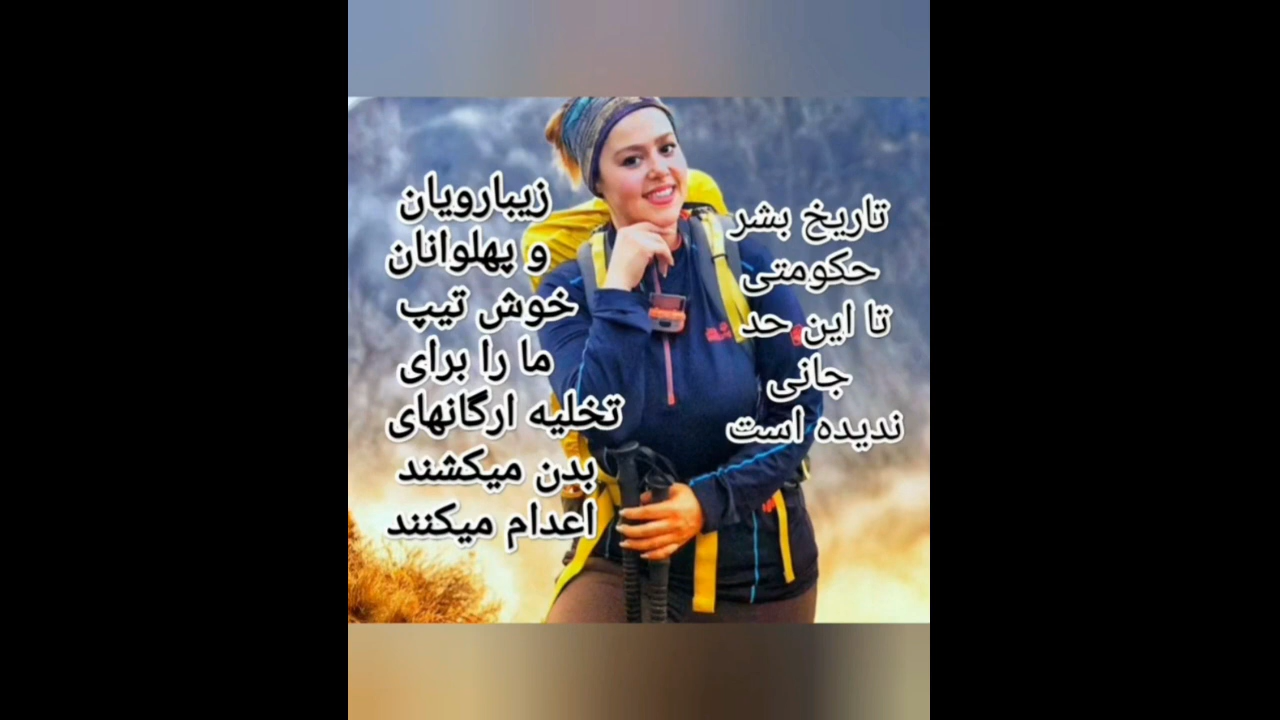 تاریخ بشر
حکومتی
تا این حد
جانی
ندیده است
زیبارویان
و پهلوانان
خوش تیپ
ما را برای
تخلیه ارگانهای
بدن میکشند
اعدام میکنند